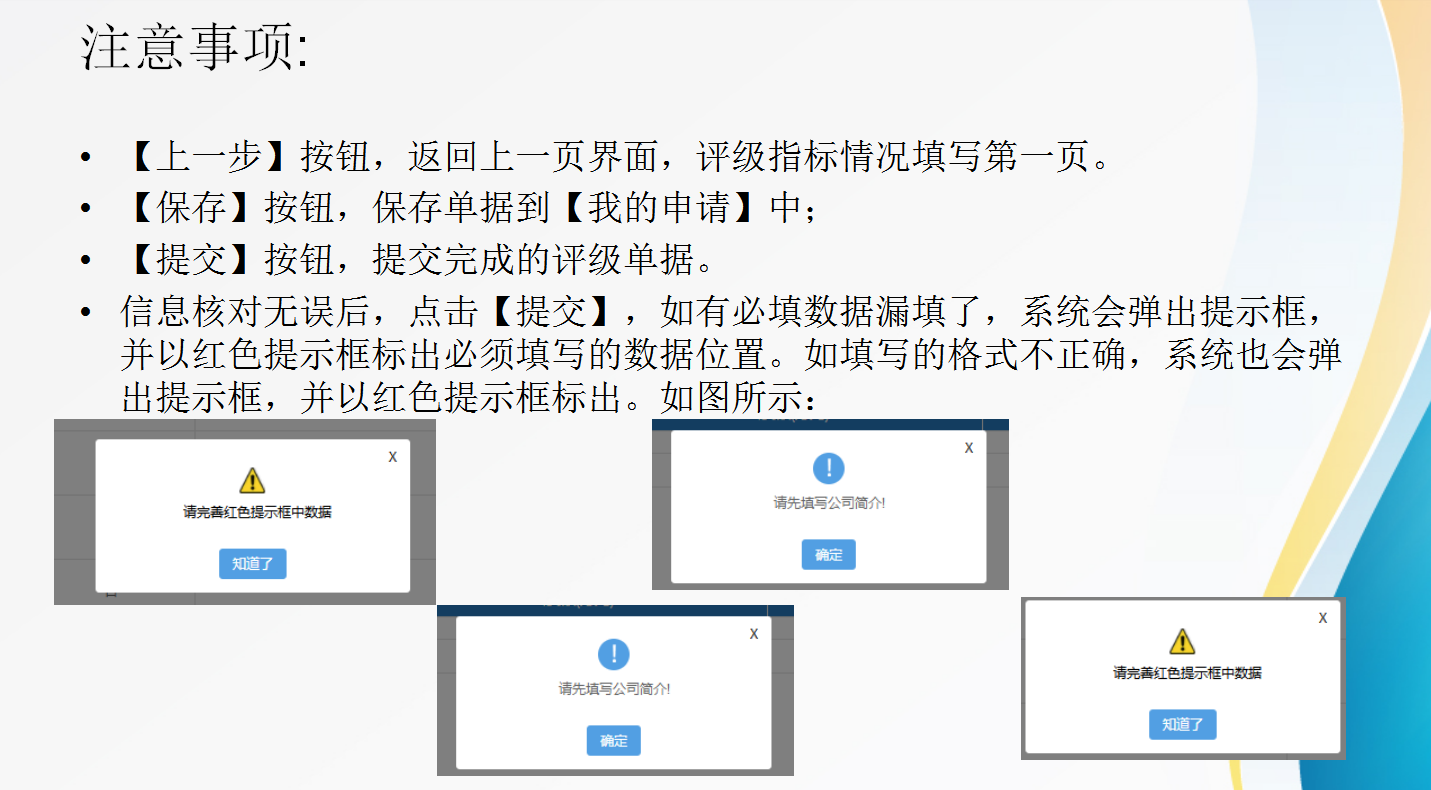 注意事项:
• 【上一步】按钮，返回上一页界面，评级指标情况填写第一页。
• 【保存】按钮，保存单据到【我的申请】中；
• 【提交】按钮，提交完成的评级单据。
• 信息核对无误后，点击【提交】，如有必填数据漏填了，系统会弹出提示框，
并以红色提示框标出必须填写的数据位置。如填写的格式不正确，系统也会弹
出提示框，并以红色提示框标出。如图所示：
X
请完善红色提示框中数据
知道了
X
请先填写公司简介!
确定
X
请先填写公司简介!
确定
X
请完善红色提示框中数据
知道了